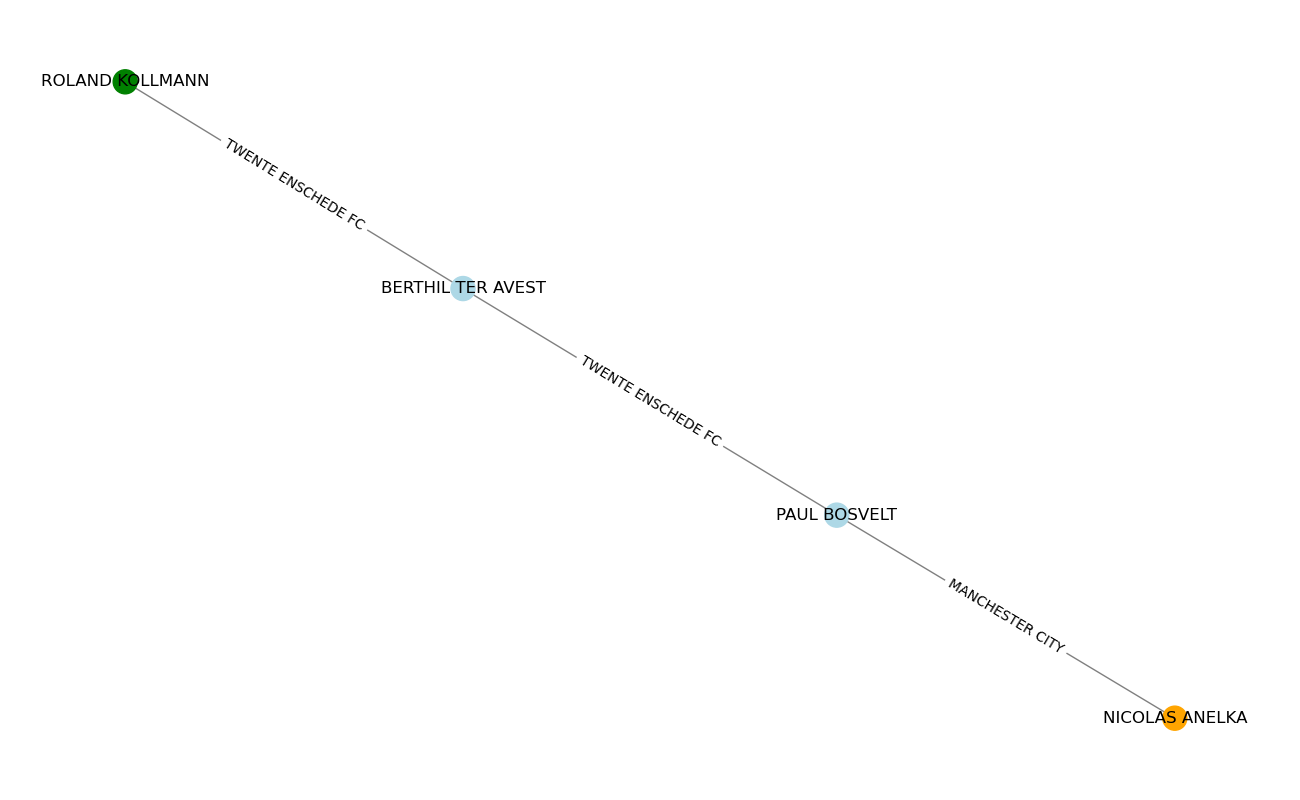 ROLAND KOLLMANN
TWENTE ENSCHEDE FC
BERTHIL TER AVEST
TWENTE ENSCHEDE FC
PAUL BOSVELT
MANCHESTER CITY
NICOLAS ANELKA